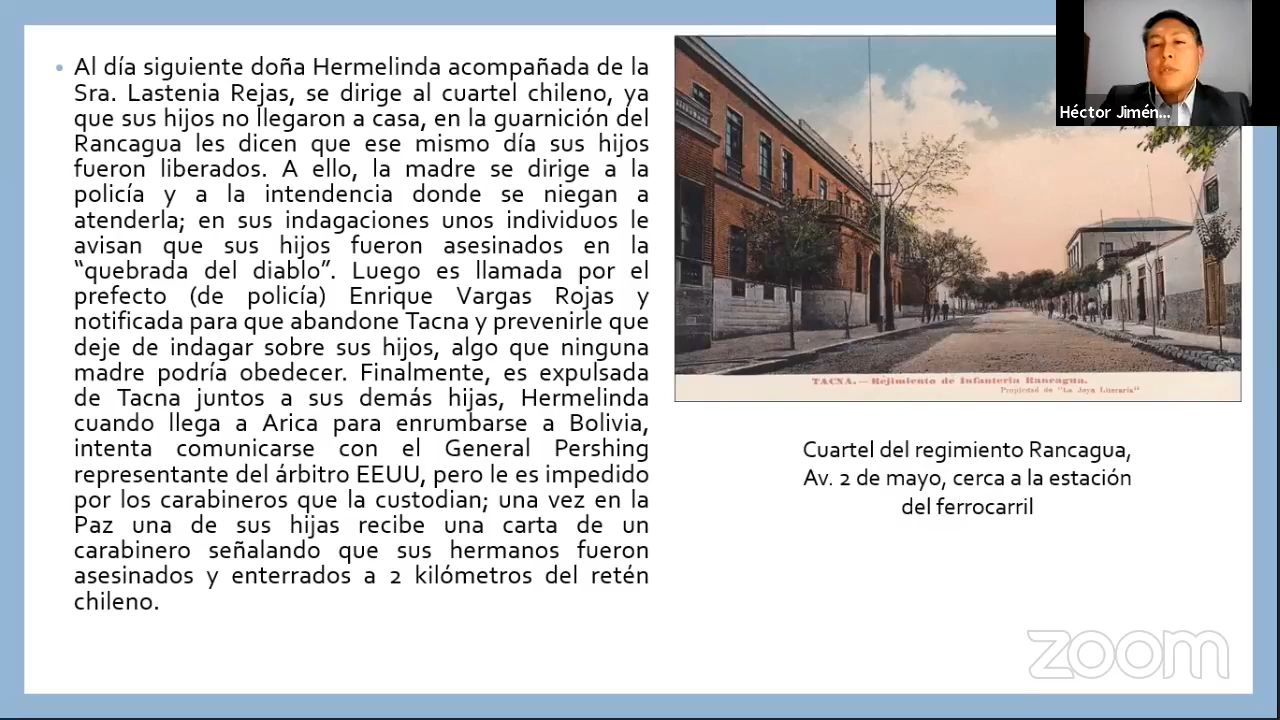 • Al día siguiente doña Hermelinda acompañada de la
Sra. Lastenia Rejas, se dirige al cuartel chileno, ya
que sus hijos no llegaron a casa, en la guarnición del
Rancagua les dicen que ese mismo día sus hijos
fueron liberados. A ello, la madre se dirige a la
policía y a la intendencia donde se niegan a
atenderla; en sus indagaciones unos individuos le
avisan que sus hijos fueron asesinados en la
“quebrada del diablo”. Luego es llamada por el
prefecto (de policía) Enrique Vargas Rojas y
notificada para que abandone Tacna y prevenirle que
deje de indagar sobre sus hijos, algo que ninguna
madre podría obedecer. Finalmente, es expulsada
de Tacna juntos a sus demás hijas, Hermelinda
cuando llega a Arica para enrumbarse a Bolivia,
intenta comunicarse con el General Pershing
representante del árbitro EEUU, pero le es impedido
por los carabineros que la custodian; una vez en la
Paz una de sus hijas recibe una carta de un
carabinero señalando que sus hermanos fueron
asesinados y enterrados a 2 kilómetros del retén
chileno.
Héctor Jimén...
TACNA.—Rejimiento de Infantería Rancagua.
Propiedad de "La Joya Literaria"
Cuartel del regimiento Rancagua,
Av. 2 de mayo, cerca a la estación
del ferrocarril
zoom